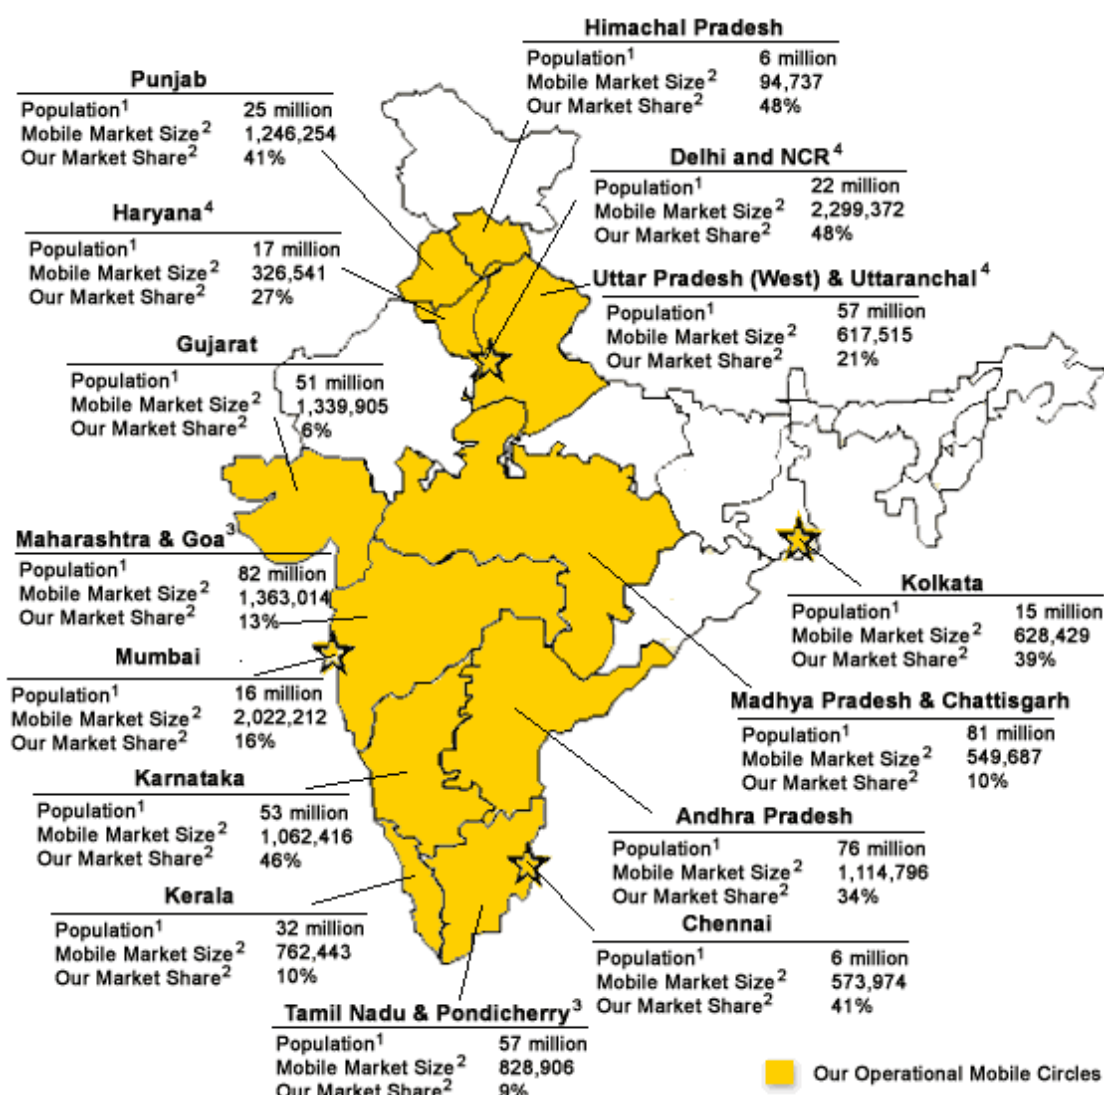 Himachal Pradesh
Population¹ 6 million
Mobile Market Size² 94,737
Our Market Share² 48%
Punjab
Population¹ 25 million
Mobile Market Size² 1,246,254
Our Market Share² 41%
Delhi and NCR⁴
Population¹ 22 million
Mobile Market Size² 2,299,372
Our Market Share² 48%
Haryana⁴
Population¹ 17 million
Mobile Market Size² 326,541
Our Market Share² 27%
Uttar Pradesh (West) & Uttaranchal⁴
Population¹ 57 million
Mobile Market Size² 617,515
Our Market Share² 21%
Gujarat
Population¹ 51 million
Mobile Market Size² 1,339,905
Our Market Share² 6%
Maharashtra & Goa³
Population¹ 82 million
Mobile Market Size² 1,363,014
Our Market Share² 13%
Kolkata
Population¹ 15 million
Mobile Market Size² 628,429
Our Market Share² 39%
Mumbai
Population¹ 16 million
Mobile Market Size² 2,022,212
Our Market Share² 16%
Madhya Pradesh & Chattisgarh
Population¹ 81 million
Mobile Market Size² 549,687
Our Market Share² 10%
Karnataka
Population¹ 53 million
Mobile Market Size² 1,062,416
Our Market Share² 46%
Andhra Pradesh
Population¹ 76 million
Mobile Market Size² 1,114,796
Our Market Share² 34%
Kerala
Population¹ 32 million
Mobile Market Size² 762,443
Our Market Share² 10%
Chennai
Population¹ 6 million
Mobile Market Size² 573,974
Our Market Share² 41%
Tamil Nadu & Pondicherry³
Population¹ 57 million
Mobile Market Size² 828,906
Our Market Share² 9%
Our Operational Mobile Circles